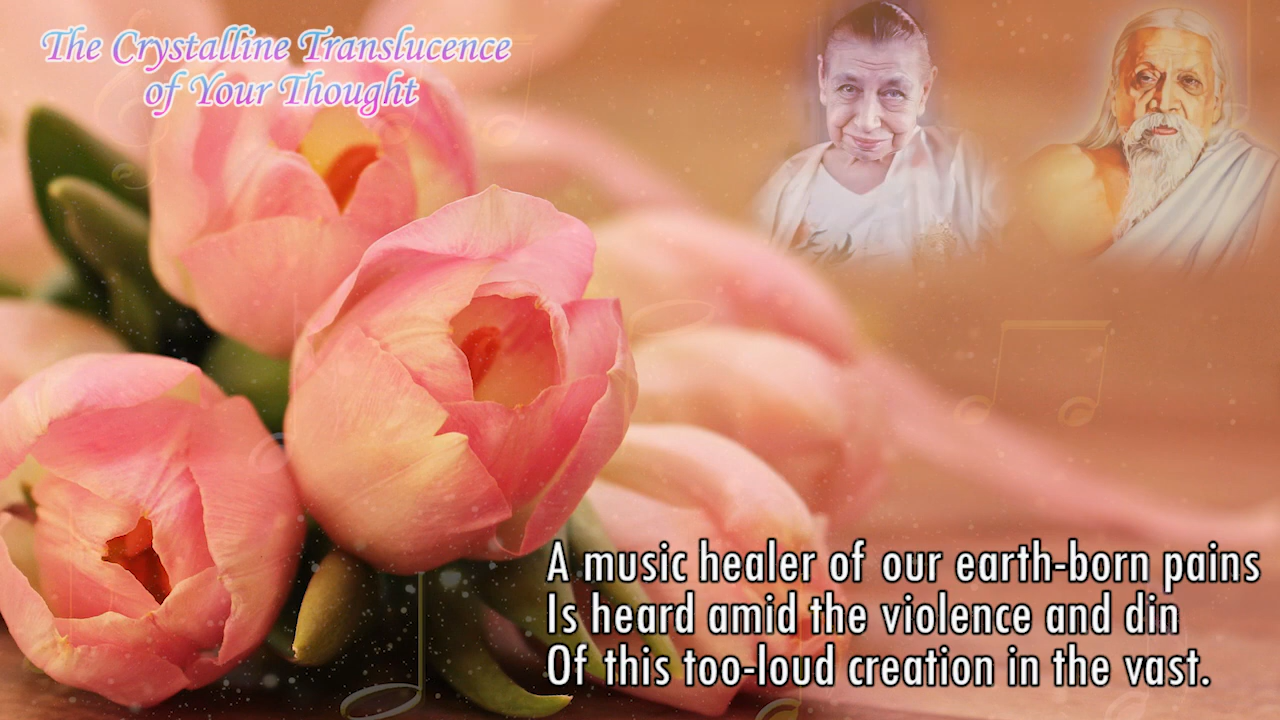 The Crystalline Translucence
of Your Thought
A music healer of our earth-born pains
Is heard amid the violence and din
Of this too-loud creation in the vast.